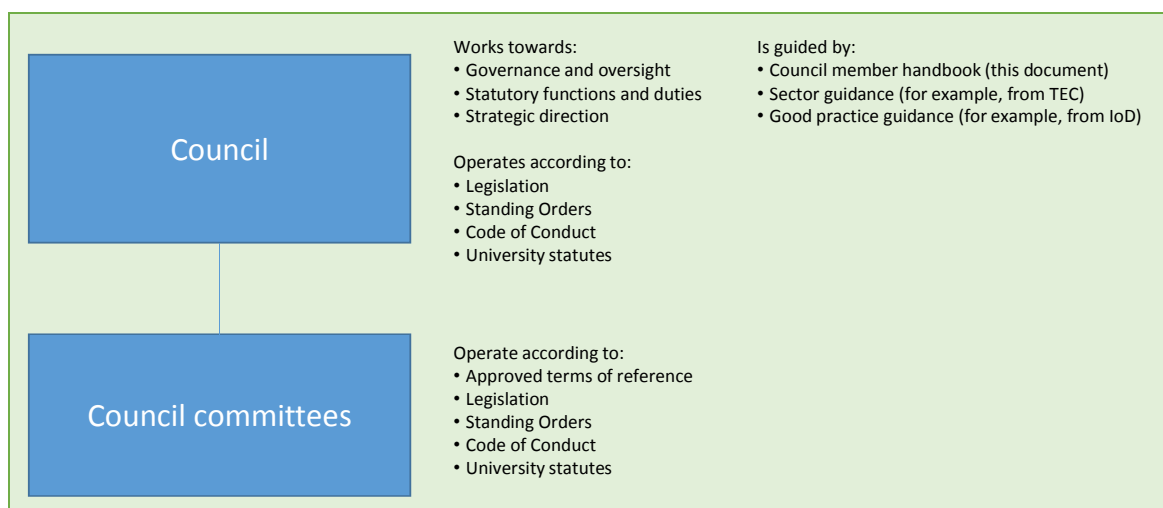 Council
Works towards:
• Governance and oversight
• Statutory functions and duties
• Strategic direction
Operates according to:
• Legislation
• Standing Orders
• Code of Conduct
• University statutes
Is guided by:
• Council member handbook (this document)
• Sector guidance (for example, from TEC)
• Good practice guidance (for example, from IoD)
Council committees
Operate according to:
• Approved terms of reference
• Legislation
• Standing Orders
• Code of Conduct
• University statutes